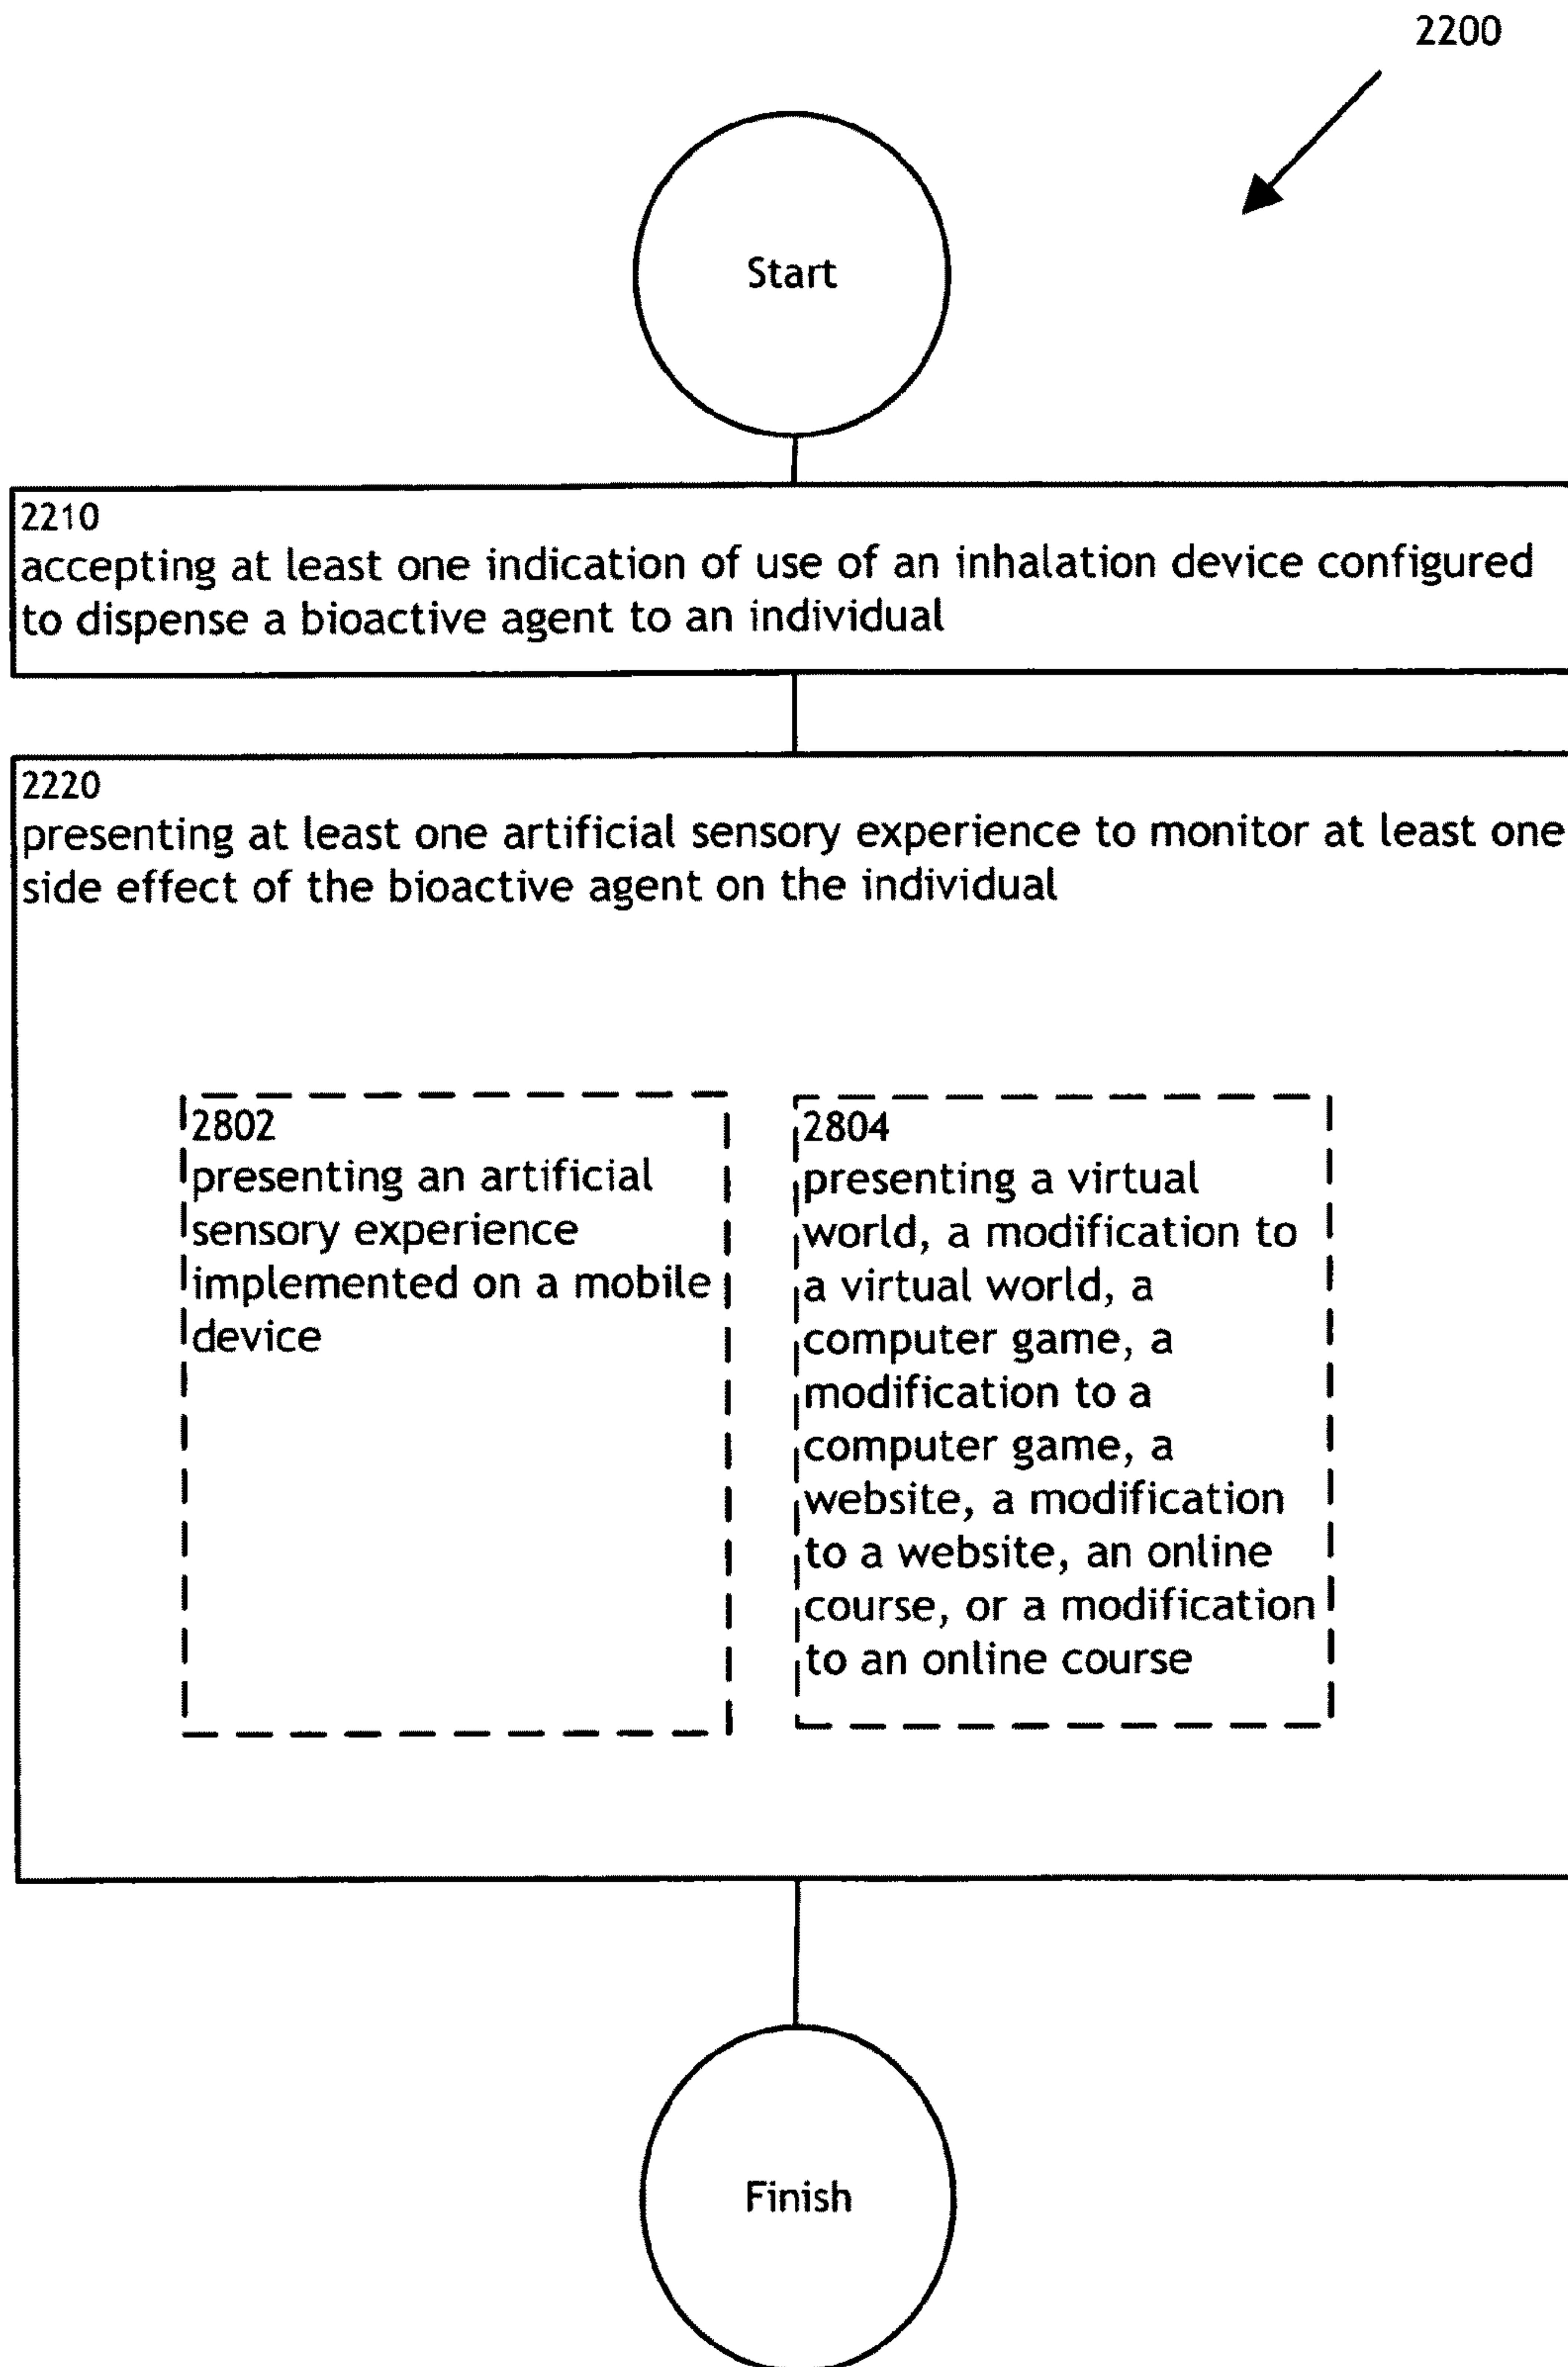 2200
Start
2210
accepting at least one indication of use of an inhalation device configured
to dispense a bioactive agent to an individual
2220
presenting at least one artificial sensory experience to monitor at least one
side effect of the bioactive agent on the individual
2802
presenting an artificial
sensory experience
implemented on a mobile
device
2804
presenting a virtual
world, a modification to
a virtual world, a
computer game, a
modification to a
computer game, a
website, a modification
to a website, an online
course, or a modification
to an online course
Finish